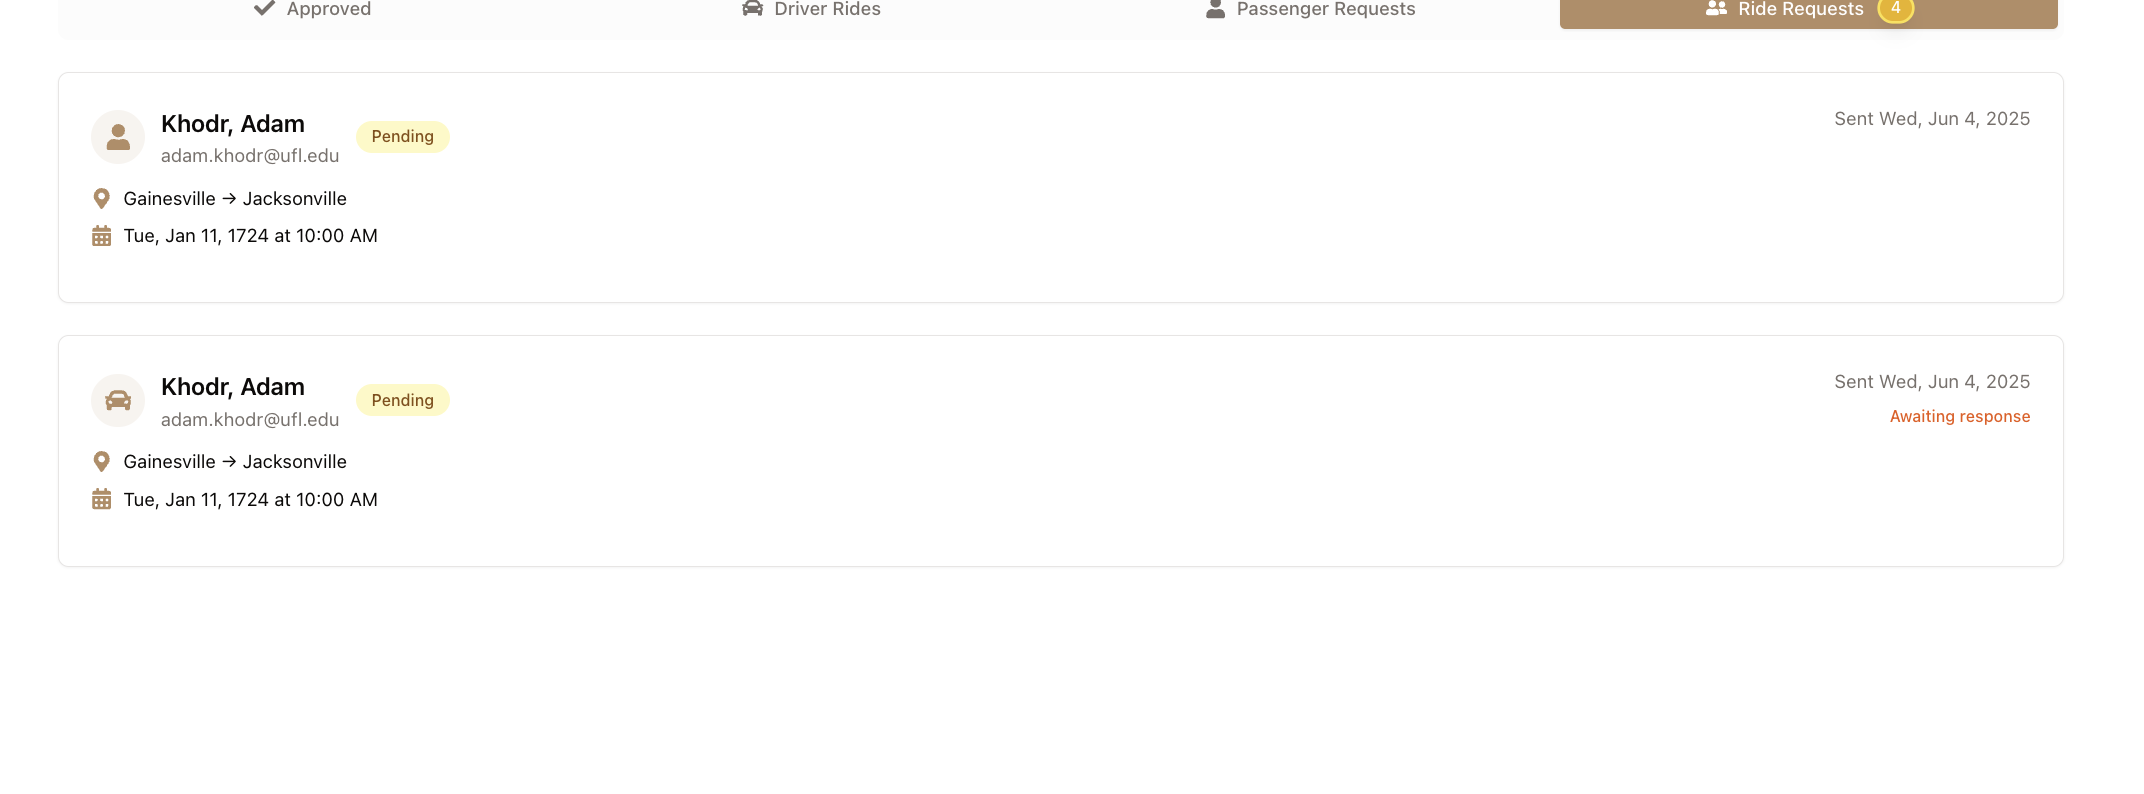 Approved
Driver Rides
Passenger Requests
Ride Requests 4
Khodr, Adam
Pending
Sent Wed, Jun 4, 2025
adam.khodr@ufl.edu
Gainesville → Jacksonville
Tue, Jan 11, 1724 at 10:00 AM
Khodr, Adam
Pending
Sent Wed, Jun 4, 2025
adam.khodr@ufl.edu
Awaiting response
Gainesville → Jacksonville
Tue, Jan 11, 1724 at 10:00 AM